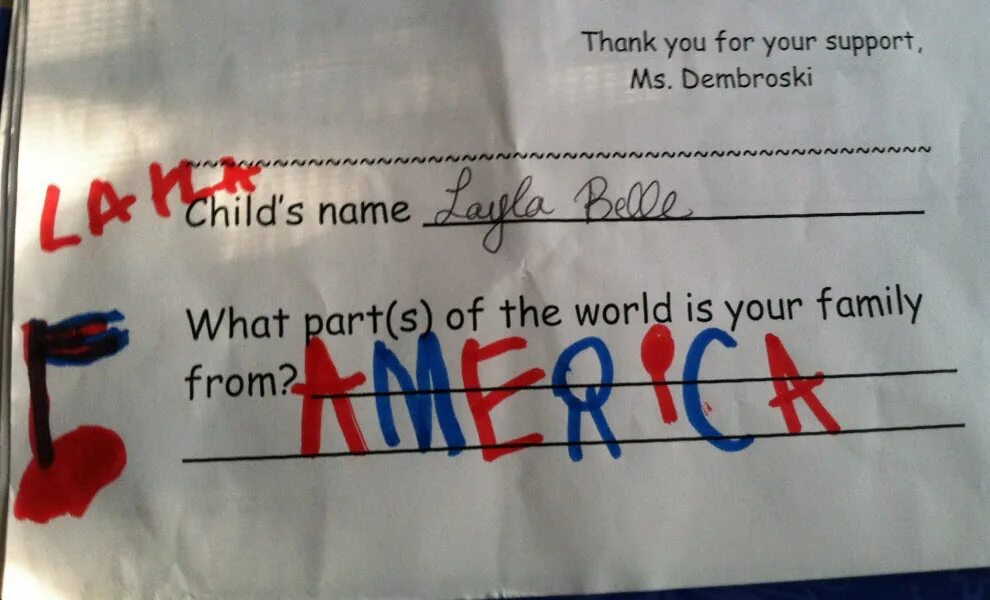 Thank you for your support,
Ms. Dembroski
~~~~~~~~~~~~~~~~~~~~~~~~~~~~~~~~~~~~~~~~~~~~~~~~~~~~~~~~
LAYLA
Child's name Layla Belle
What part(s) of the world is your family
from? AMERICA